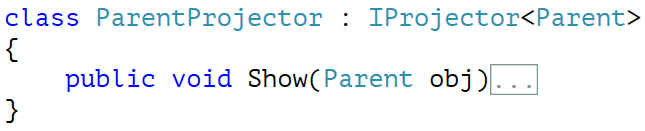 class ParentProjector : IProjector<Parent>
{
    public void Show(Parent obj)...
}